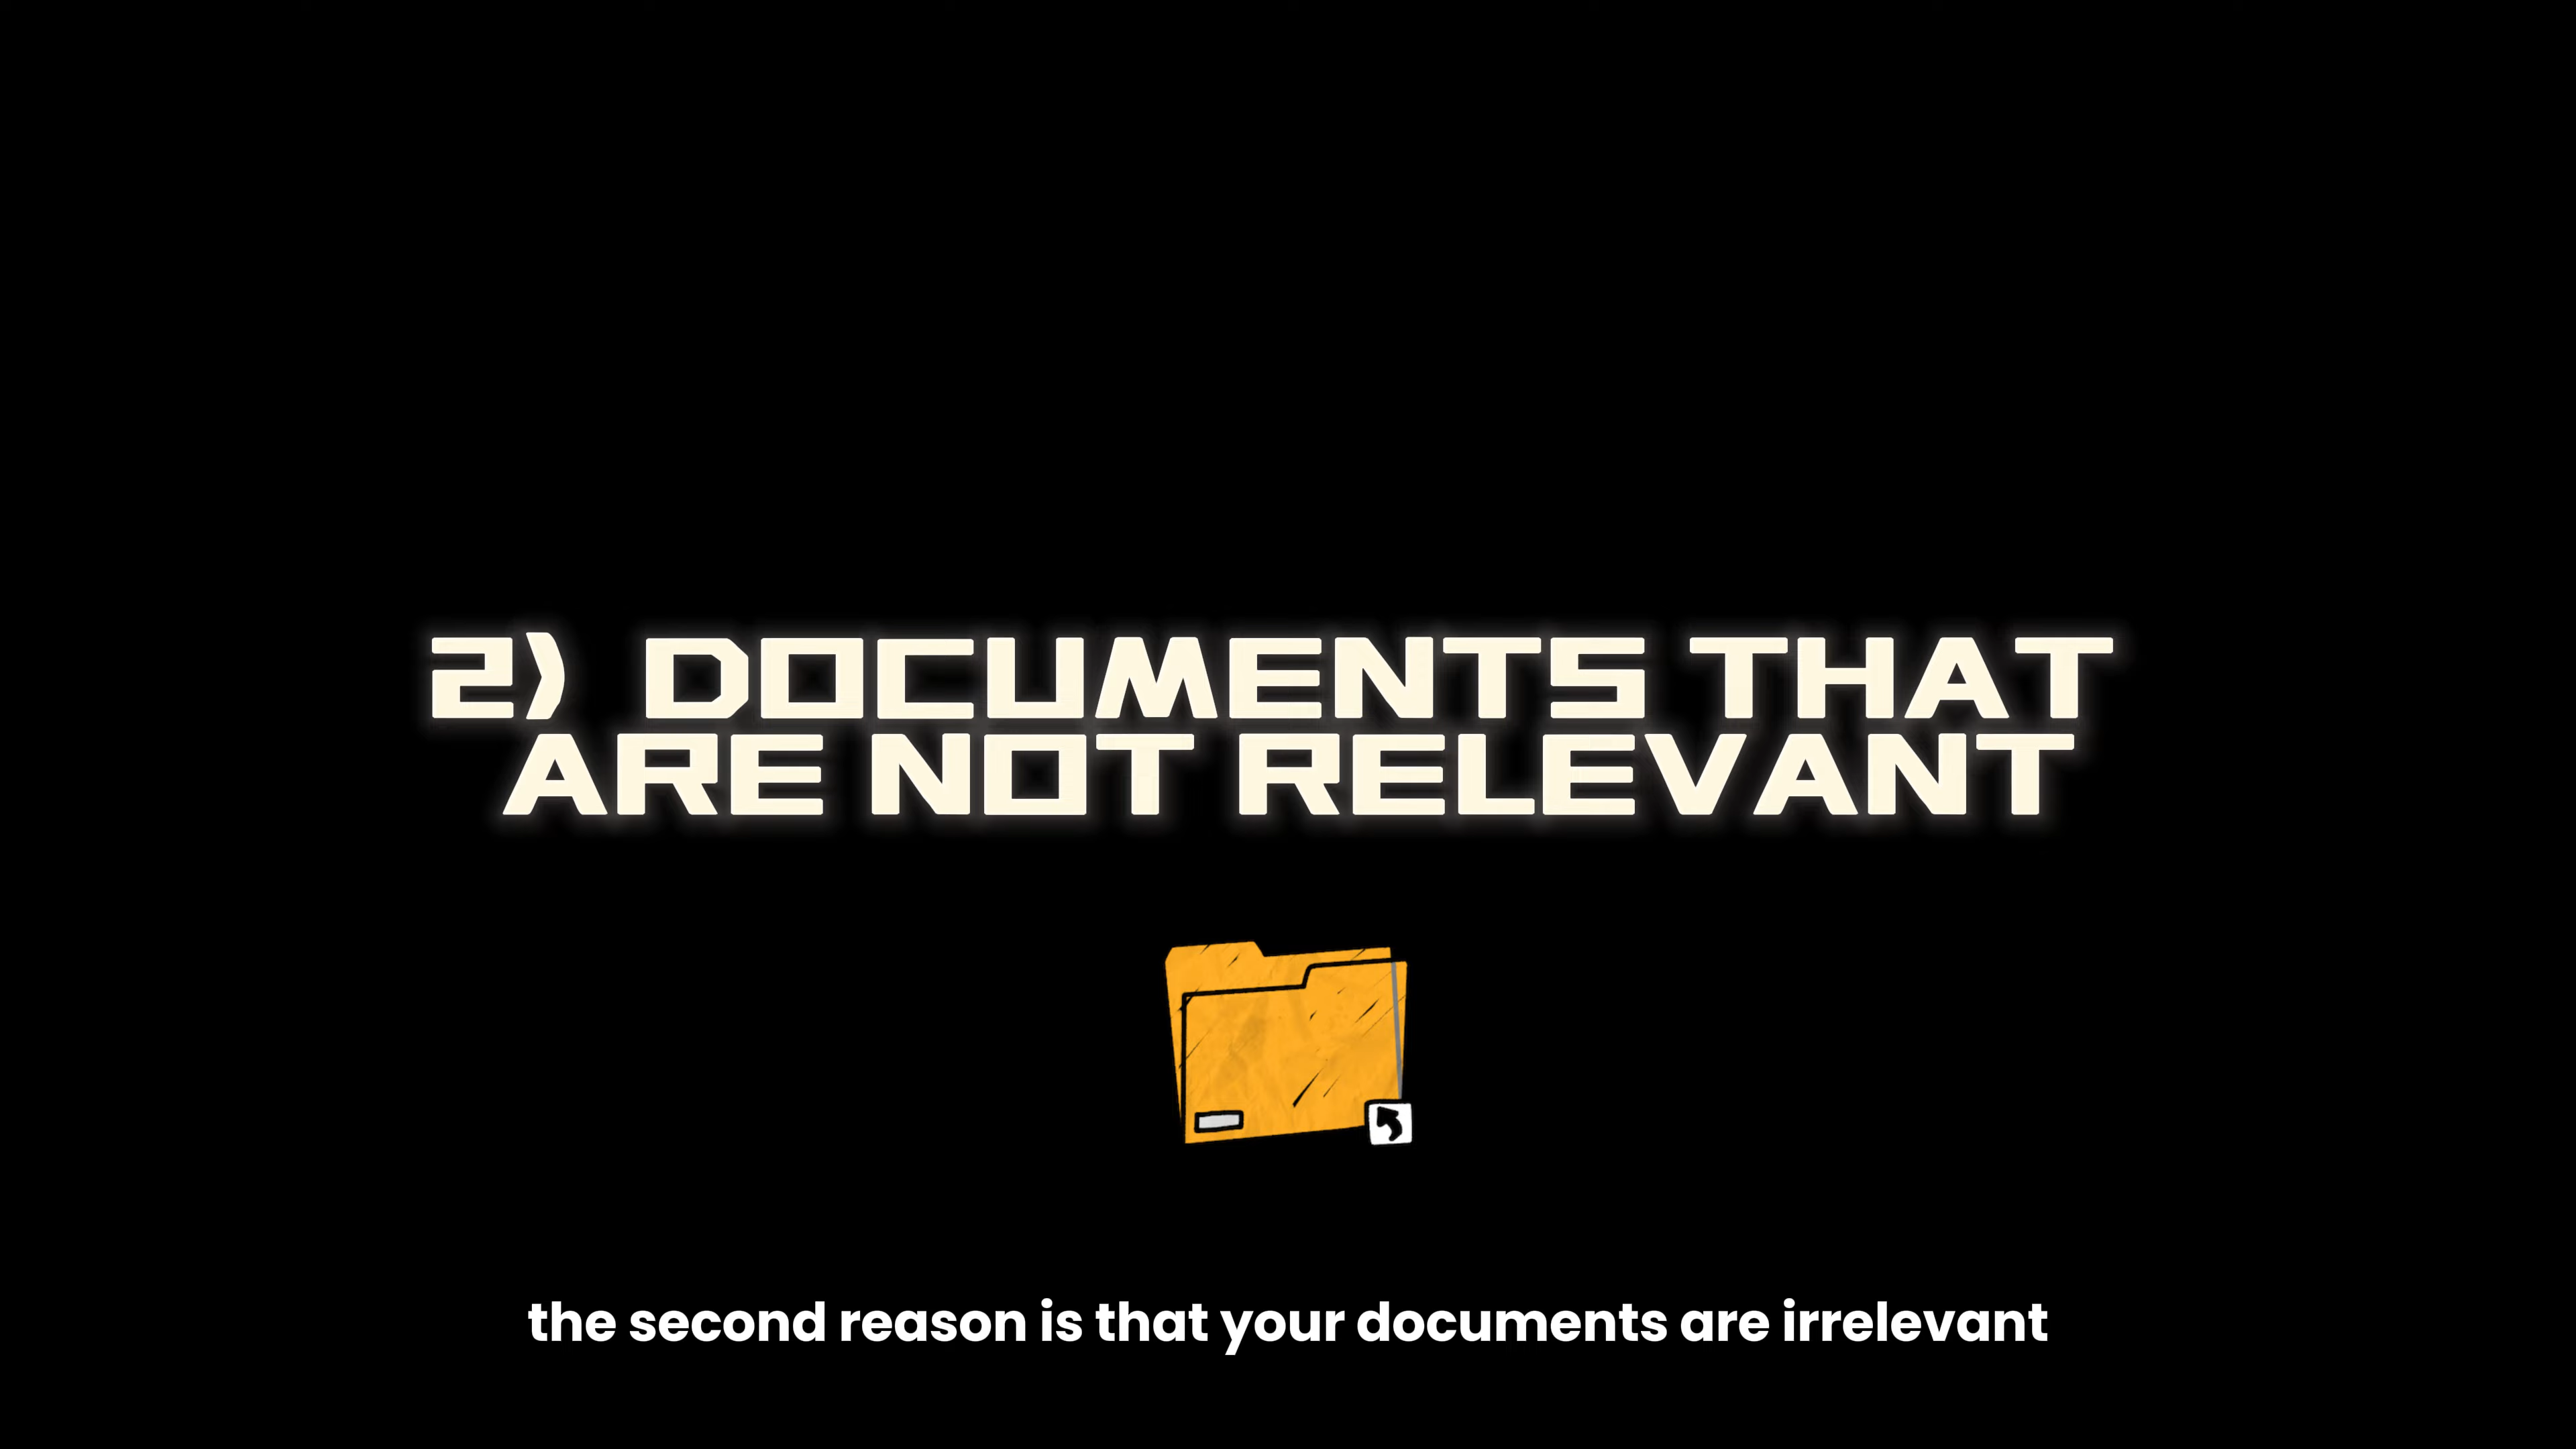 2) DOCUMENTS THAT
ARE NOT RELEVANT
the second reason is that your documents are irrelevant